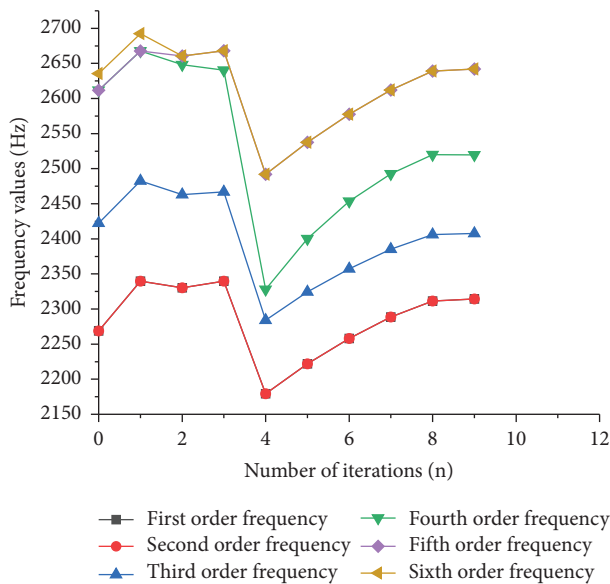 2700
2650
2600
2550
2500
2450
2400
2350
2300
2250
2200
2150
Frequency values (Hz)
0 2 4 6 8 10 12
Number of iterations (n)
First order frequency
Second order frequency
Third order frequency
Fourth order frequency
Fifth order frequency
Sixth order frequency